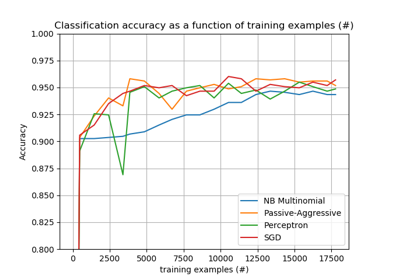 Classification accuracy as a function of training examples (#)
1.000
0.975
0.950
0.925
0.900
0.875
0.850
0.825
0.800
Accuracy
NB Multinomial
Passive-Aggressive
Perceptron
SGD
0 2500 5000 7500 10000 12500 15000 17500
training examples (#)